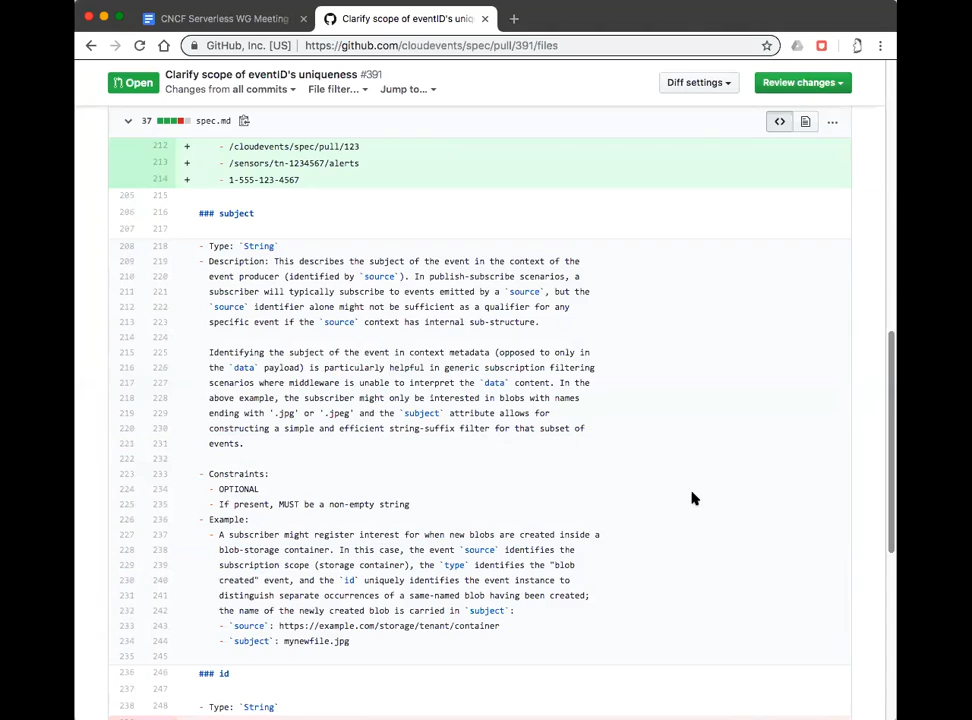 CNCF Serverless WG Meeting
Clarify scope of eventID's uniq
GitHub, Inc. [US] | https://github.com/cloudevents/spec/pull/391/files
Open
Clarify scope of eventID's uniqueness #391
Changes from all commits
File filter...
Jump to...
Diff settings
Review changes
37 spec.md
212 + - /cloudevents/spec/pull/123
213 + - /sensors/tn-1234567/alerts
214 + - 1-555-123-4567
205 215
206 216 ### subject
207 217
208 218 - Type: `String`
209 219 - Description: This describes the subject of the event in the context of the
210 220 event producer (identified by `source`). In publish-subscribe scenarios, a
211 221 subscriber will typically subscribe to events emitted by a `source`, but the
212 222 `source` identifier alone might not be sufficient as a qualifier for any
213 223 specific event if the `source` context has internal sub-structure.
214 224
215 225 Identifying the subject of the event in context metadata (opposed to only in
216 226 the `data` payload) is particularly helpful in generic subscription filtering
217 227 scenarios where middleware is unable to interpret the `data` content. In the
218 228 above example, the subscriber might only be interested in blobs with names
219 229 ending with '.jpg' or '.jpeg' and the `subject` attribute allows for
220 230 constructing a simple and efficient string-suffix filter for that subset of
221 231 events.
222 232
223 233 - Constraints:
224 234 - OPTIONAL
225 235 - If present, MUST be a non-empty string
226 236 - Example:
227 237 - A subscriber might register interest for when new blobs are created inside a
228 238 blob-storage container. In this case, the event `source` identifies the
229 239 subscription scope (storage container), the `type` identifies the "blob
230 240 created" event, and the `id` uniquely identifies the event instance to
231 241 distinguish separate occurrences of a same-named blob having been created;
232 242 the name of the newly created blob is carried in `subject`:
233 243 - `source`: https://example.com/storage/tenant/container
234 244 - `subject`: mynewfile.jpg
235 245
236 246 ### id
237 247
238 248 - Type: `String`